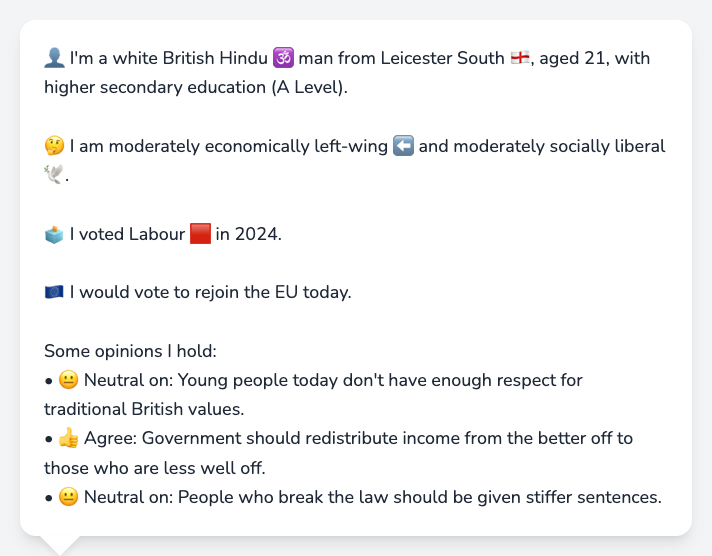 👤 I'm a white British Hindu 🕉️ man from Leicester South 🏴󠁧󠁢󠁥󠁮󠁧󠁿, aged 21, with
higher secondary education (A Level).
🤔 I am moderately economically left-wing ⬅️ and moderately socially liberal
🕊️.
🗳️ I voted Labour 🟥 in 2024.
🇪🇺 I would vote to rejoin the EU today.
Some opinions I hold:
• 😐 Neutral on: Young people today don't have enough respect for
traditional British values.
• 👍 Agree: Government should redistribute income from the better off to
those who are less well off.
• 😐 Neutral on: People who break the law should be given stiffer sentences.